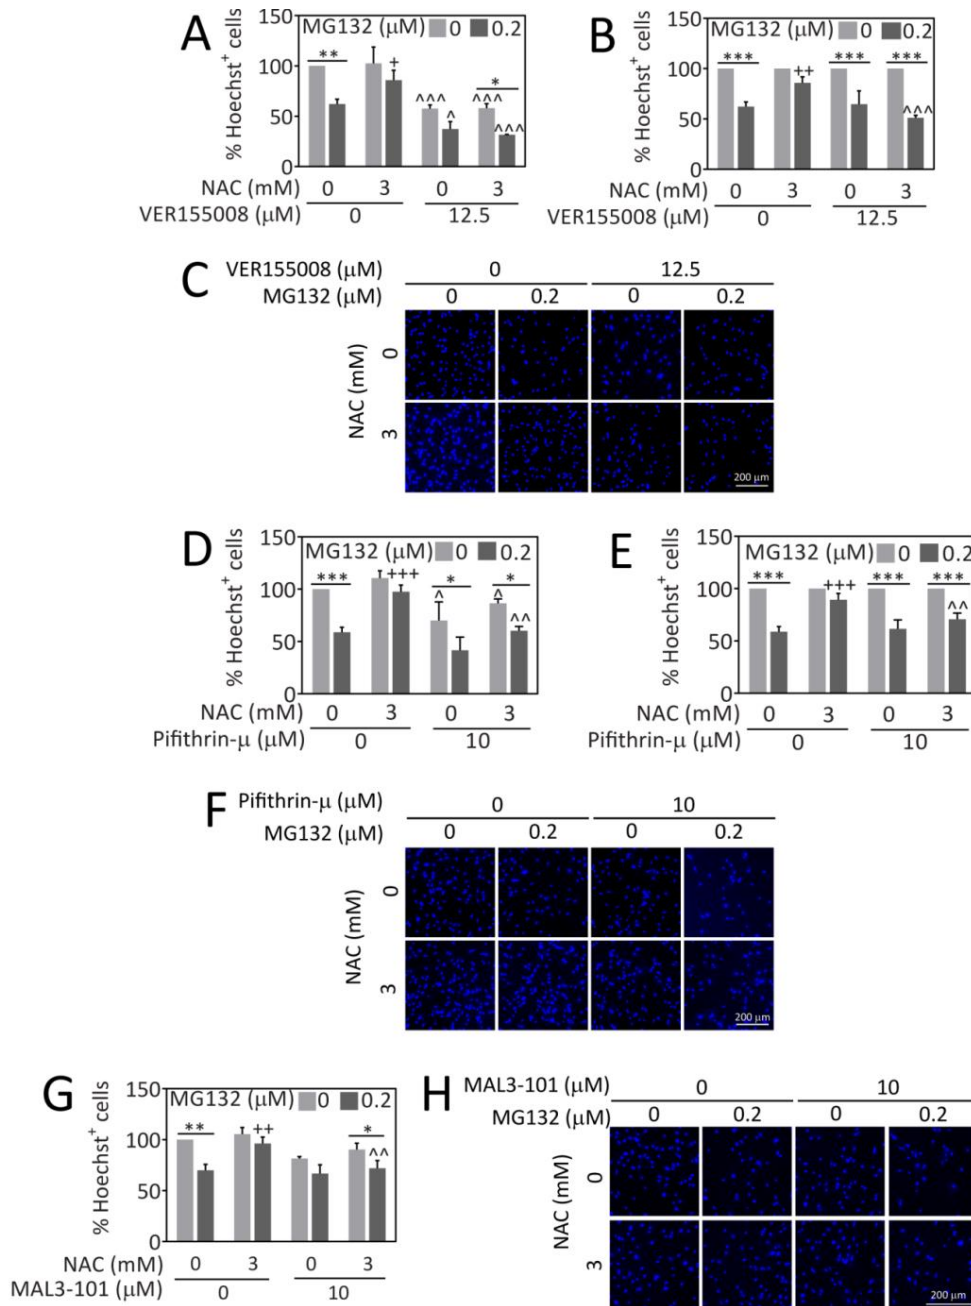 A
150
100
50
0
% Hoechst+ cells
MG132 (μM) 0 0.2
** + ^^^ ^ * ^^^ ^^^
NAC (mM) 0 3 0 3
VER155008 (μM) 0 12.5
B
150
100
50
0
% Hoechst+ cells
MG132 (μM) 0 0.2
*** ++ *** *** ^^^
NAC (mM) 0 3 0 3
VER155008 (μM) 0 12.5
C
VER155008 (μM) 0 12.5
MG132 (μM) 0 0.2 0 0.2
NAC (mM)
0
3
200 μm
D
150
100
50
0
% Hoechst+ cells
MG132 (μM) 0 0.2
*** +++ ^ * * ^ ^^
NAC (mM) 0 3 0 3
Pifithrin-μ (μM) 0 10
E
150
100
50
0
% Hoechst+ cells
MG132 (μM) 0 0.2
*** +++ *** *** ^^
NAC (mM) 0 3 0 3
Pifithrin-μ (μM) 0 10
F
Pifithrin-μ (μM) 0 10
MG132 (μM) 0 0.2 0 0.2
NAC (mM)
0
3
200 μm
G
150
100
50
0
% Hoechst+ cells
MG132 (μM) 0 0.2
** ++ * ^^
NAC (mM) 0 3 0 3
MAL3-101 (μM) 0 10
H
MAL3-101 (μM) 0 10
MG132 (μM) 0 0.2 0 0.2
NAC (mM)
0
3
200 μm